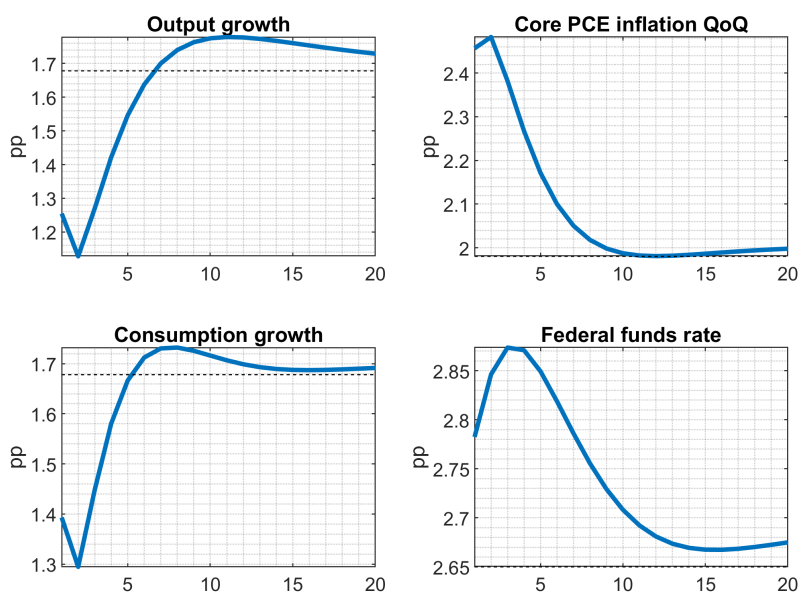 Output growth
pp
1.7
1.6
1.5
1.4
1.3
1.2
5 10 15 20
Core PCE inflation QoQ
pp
2.4
2.3
2.2
2.1
2
5 10 15 20
Consumption growth
pp
1.7
1.6
1.5
1.4
1.3
5 10 15 20
Federal funds rate
pp
2.85
2.8
2.75
2.7
2.65
5 10 15 20